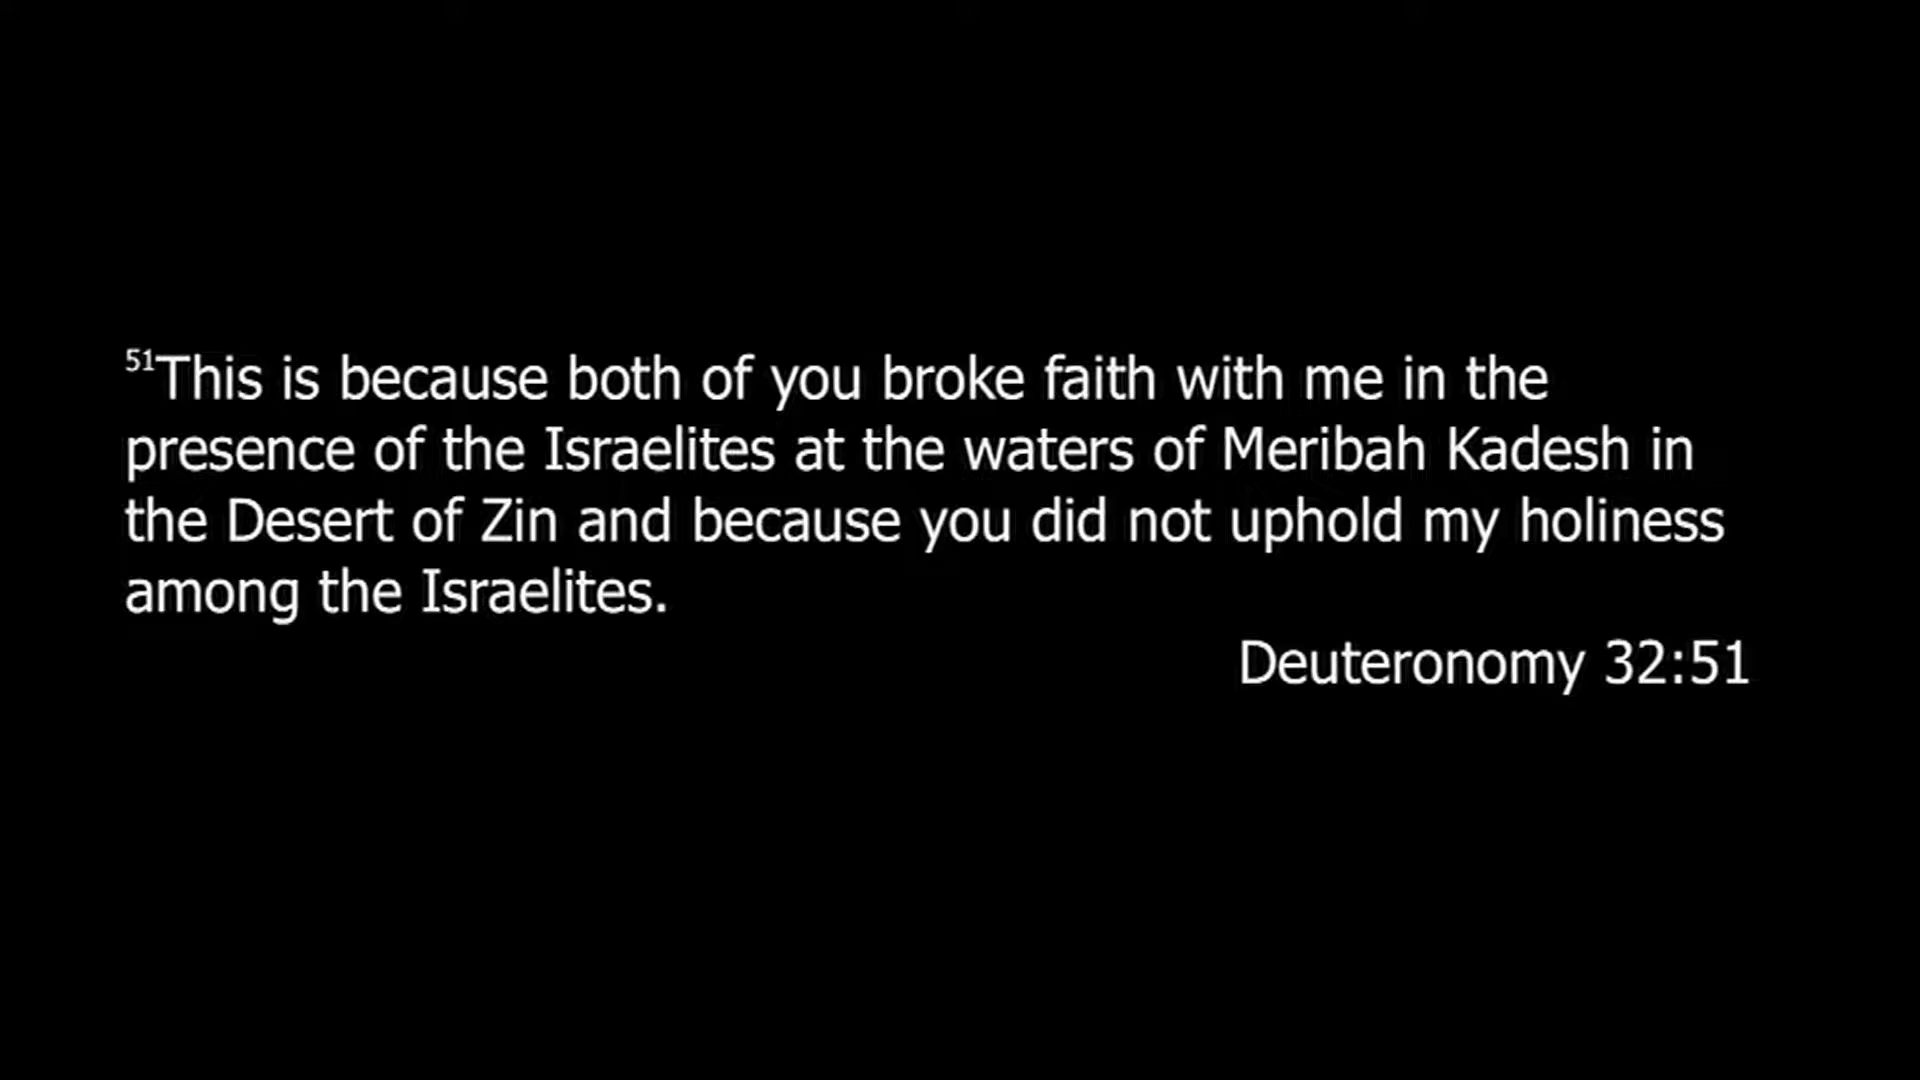 51This is because both of you broke faith with me in the
presence of the Israelites at the waters of Meribah Kadesh in
the Desert of Zin and because you did not uphold my holiness
among the Israelites.
Deuteronomy 32:51